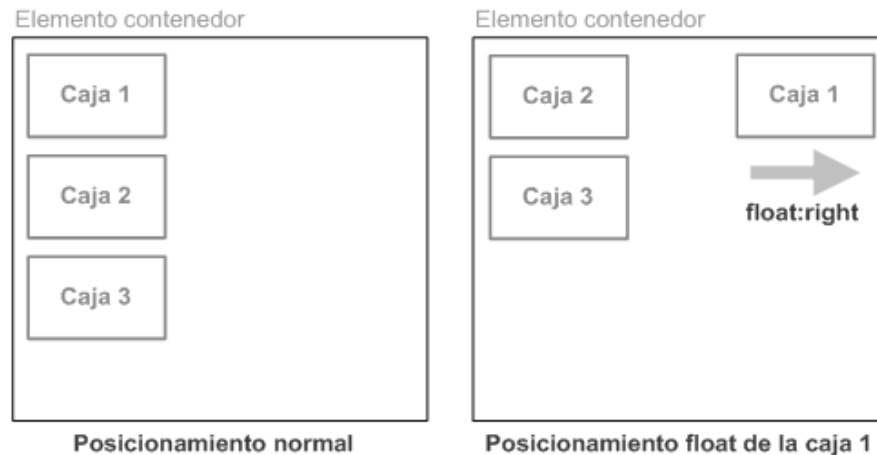 Elemento contenedor
Caja 1
Caja 2
Caja 3
Posicionamiento normal
Elemento contenedor
Caja 2
Caja 1
Caja 3
float:right
Posicionamiento float de la caja 1